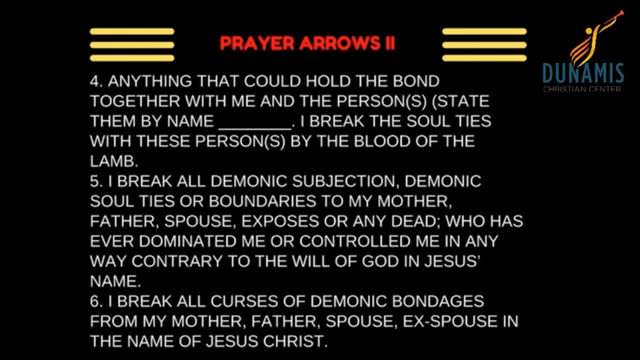 PRAYER ARROWS II
DUNAMIS
CHRISTIAN CENTER
4. ANYTHING THAT COULD HOLD THE BOND
TOGETHER WITH ME AND THE PERSON(S) (STATE
THEM BY NAME ________. I BREAK THE SOUL TIES
WITH THESE PERSON(S) BY THE BLOOD OF THE
LAMB.
5. I BREAK ALL DEMONIC SUBJECTION, DEMONIC
SOUL TIES OR BOUNDARIES TO MY MOTHER,
FATHER, SPOUSE, EXPOSES OR ANY DEAD; WHO HAS
EVER DOMINATED ME OR CONTROLLED ME IN ANY
WAY CONTRARY TO THE WILL OF GOD IN JESUS'
NAME.
6. I BREAK ALL CURSES OF DEMONIC BONDAGES
FROM MY MOTHER, FATHER, SPOUSE, EX-SPOUSE IN
THE NAME OF JESUS CHRIST.